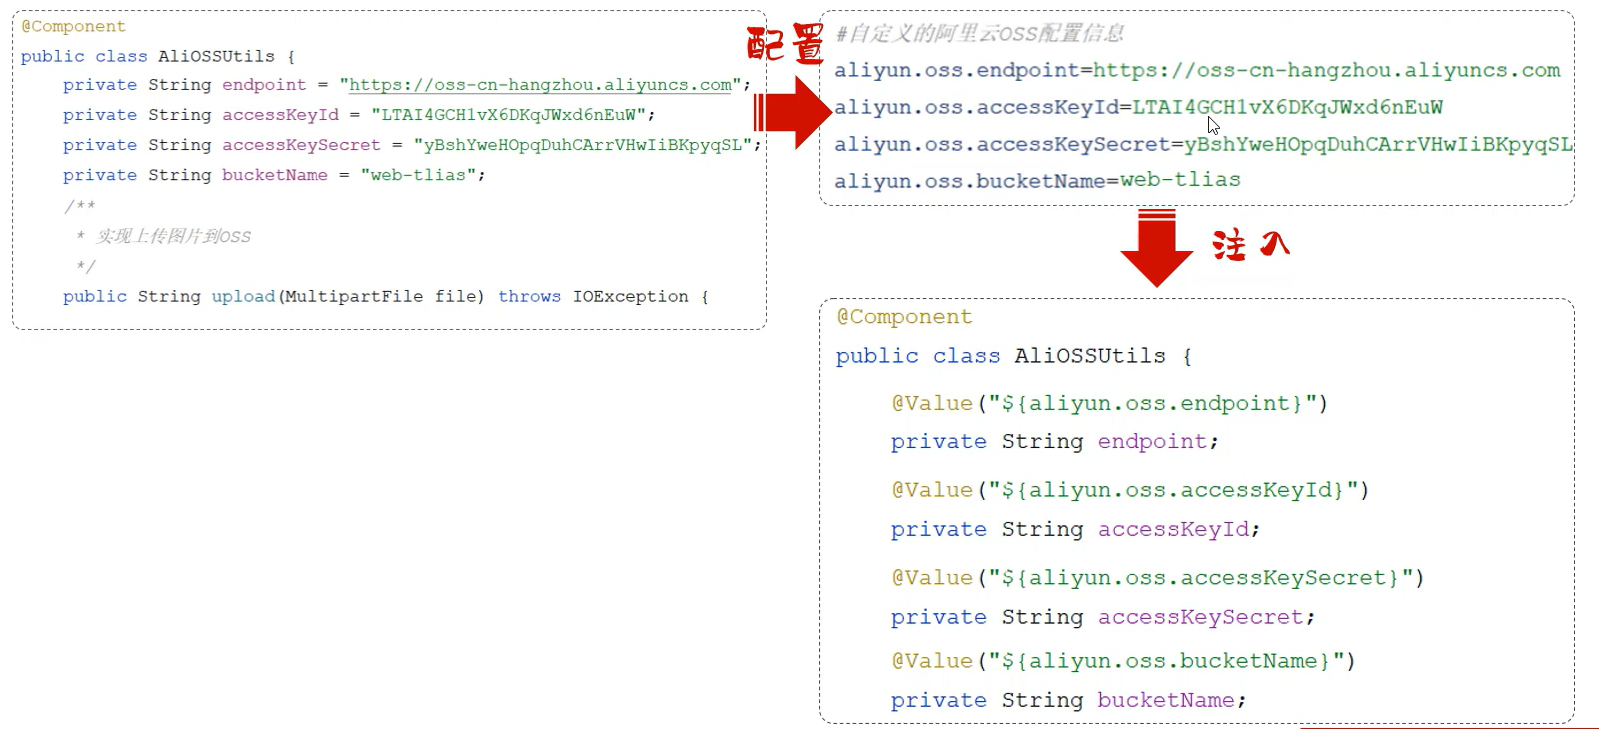 @Component
public class AliOSSUtils {
private String endpoint = "https://oss-cn-hangzhou.aliyuncs.com";
private String accessKeyId = "LTAI4GCH1vX6DKqJWxd6nEuW";
private String accessKeySecret = "yBshYweHOpqDuhCArrVHwIiBKpyqSL";
private String bucketName = "web-tlias";
/**
* 实现上传图片到OSS
*/
public String upload(MultipartFile file) throws IOException {
配置
#自定义的阿里云OSS配置信息
aliyun.oss.endpoint=https://oss-cn-hangzhou.aliyuncs.com
aliyun.oss.accessKeyId=LTAI4GCH1vX6DKqJWxd6nEuW
aliyun.oss.accessKeySecret=yBshYweHOpqDuhCArrVHwIiBKpyqSL
aliyun.oss.bucketName=web-tlias
注入
@Component
public class AliOSSUtils {
@Value("${aliyun.oss.endpoint}")
private String endpoint;
@Value("${aliyun.oss.accessKeyId}")
private String accessKeyId;
@Value("${aliyun.oss.accessKeySecret}")
private String accessKeySecret;
@Value("${aliyun.oss.bucketName}")
private String bucketName;